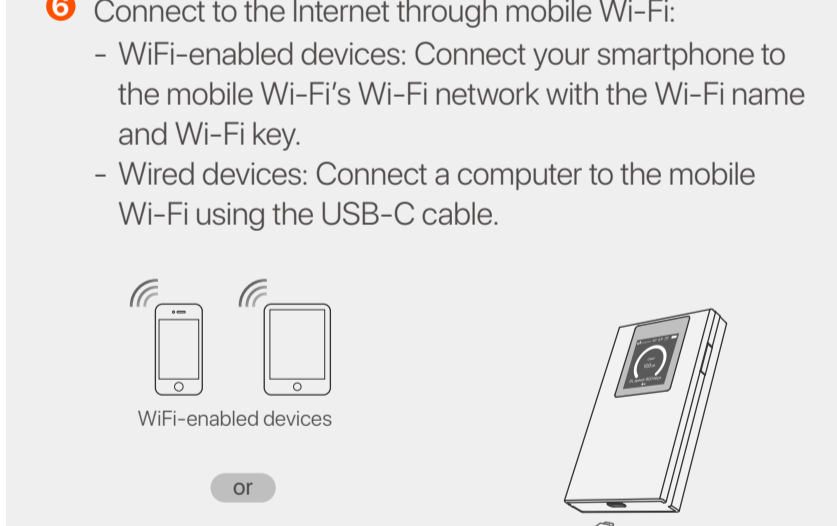 6 Connect to the Internet through mobile Wi-Fi:
- WiFi-enabled devices: Connect your smartphone to
the mobile Wi-Fi's Wi-Fi network with the Wi-Fi name
and Wi-Fi key.
- Wired devices: Connect a computer to the mobile
Wi-Fi using the USB-C cable.
WiFi-enabled devices
or